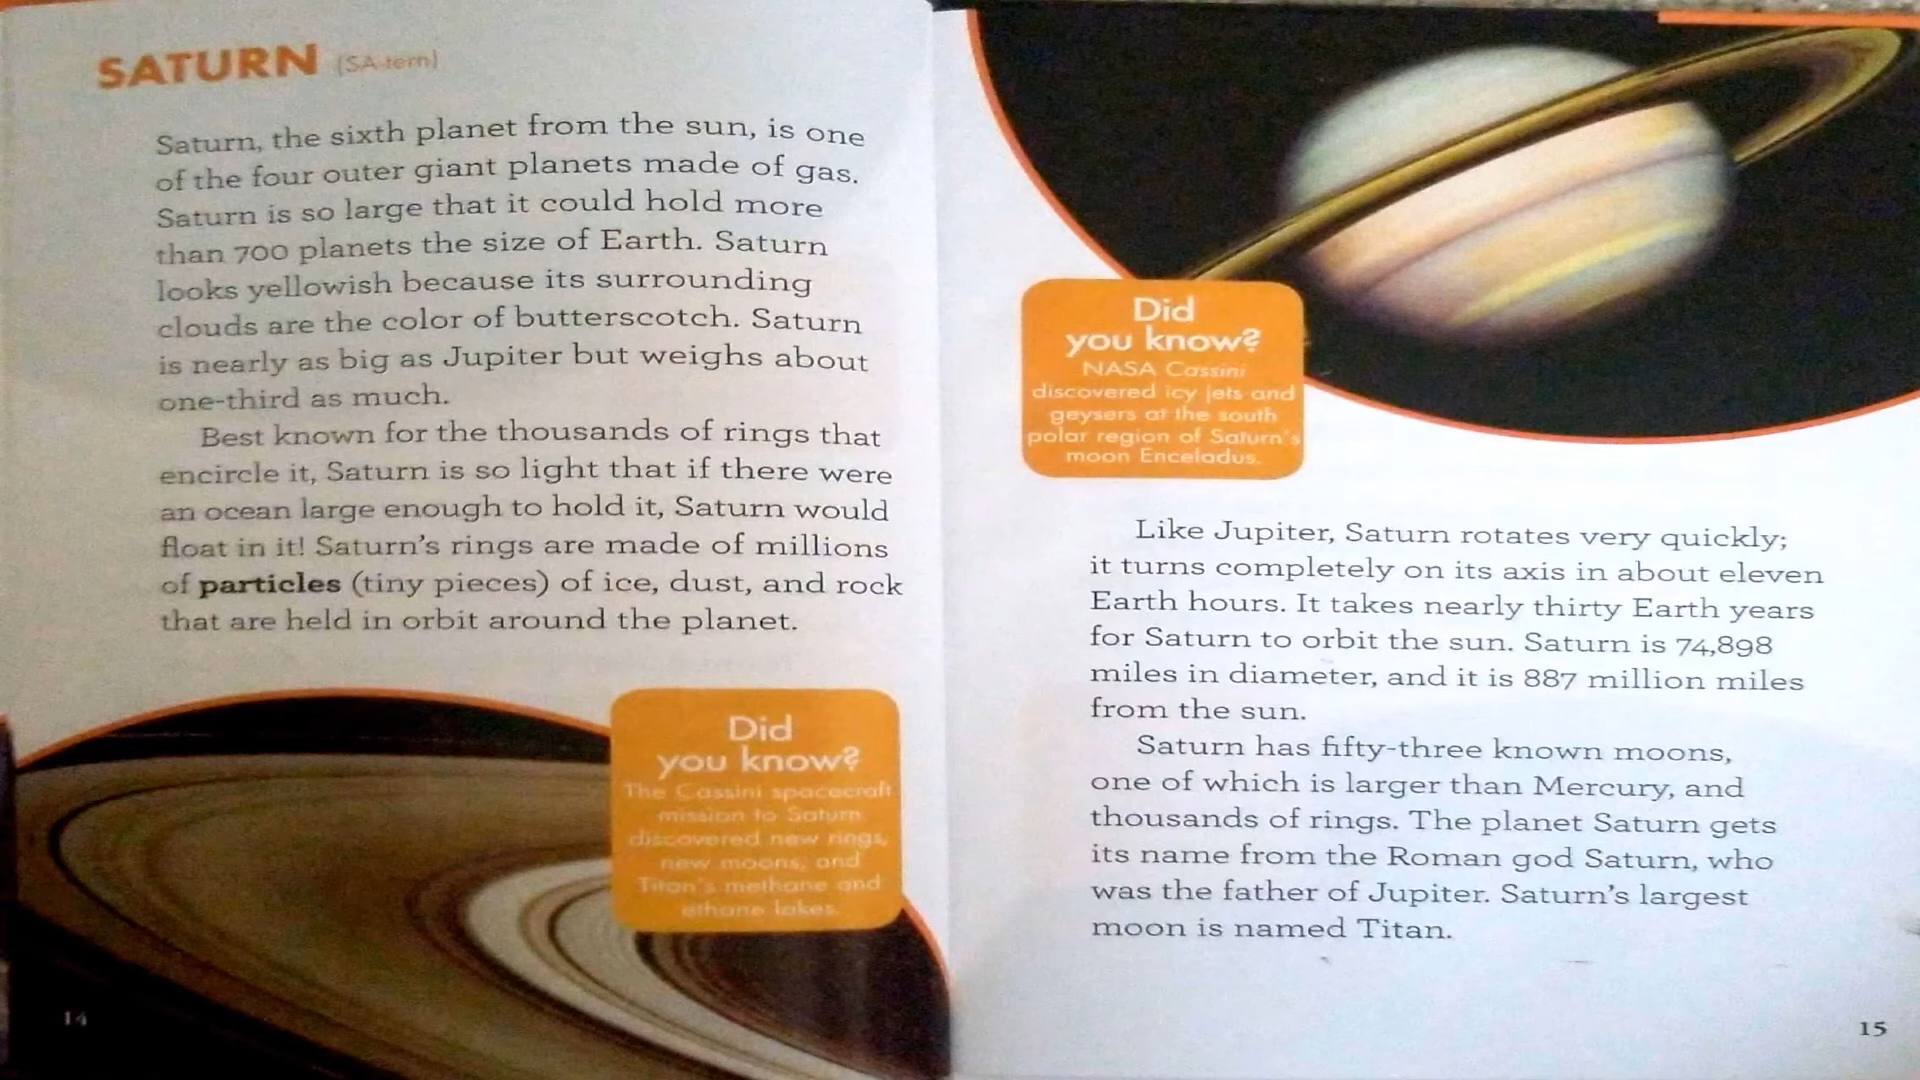 SATURN (SA-tern)
Saturn, the sixth planet from the sun, is one
of the four outer giant planets made of gas.
Saturn is so large that it could hold more
than 700 planets the size of Earth. Saturn
looks yellowish because its surrounding
clouds are the color of butterscotch. Saturn
is nearly as big as Jupiter but weighs about
one-third as much.
Best known for the thousands of rings that
encircle it, Saturn is so light that if there were
an ocean large enough to hold it, Saturn would
float in it! Saturn's rings are made of millions
of particles (tiny pieces) of ice, dust, and rock
that are held in orbit around the planet.
Did
you know?
The Cassini spacecraft
mission to Saturn
discovered new rings,
new moons, and
Titan's methane and
ethane lakes.
14
Did
you know?
NASA Cassini
discovered icy jets and
geysers at the south
polar region of Saturn's
moon Enceladus.
Like Jupiter, Saturn rotates very quickly;
it turns completely on its axis in about eleven
Earth hours. It takes nearly thirty Earth years
for Saturn to orbit the sun. Saturn is 74,898
miles in diameter, and it is 887 million miles
from the sun.
Saturn has fifty-three known moons,
one of which is larger than Mercury, and
thousands of rings. The planet Saturn gets
its name from the Roman god Saturn, who
was the father of Jupiter. Saturn's largest
moon is named Titan.
15